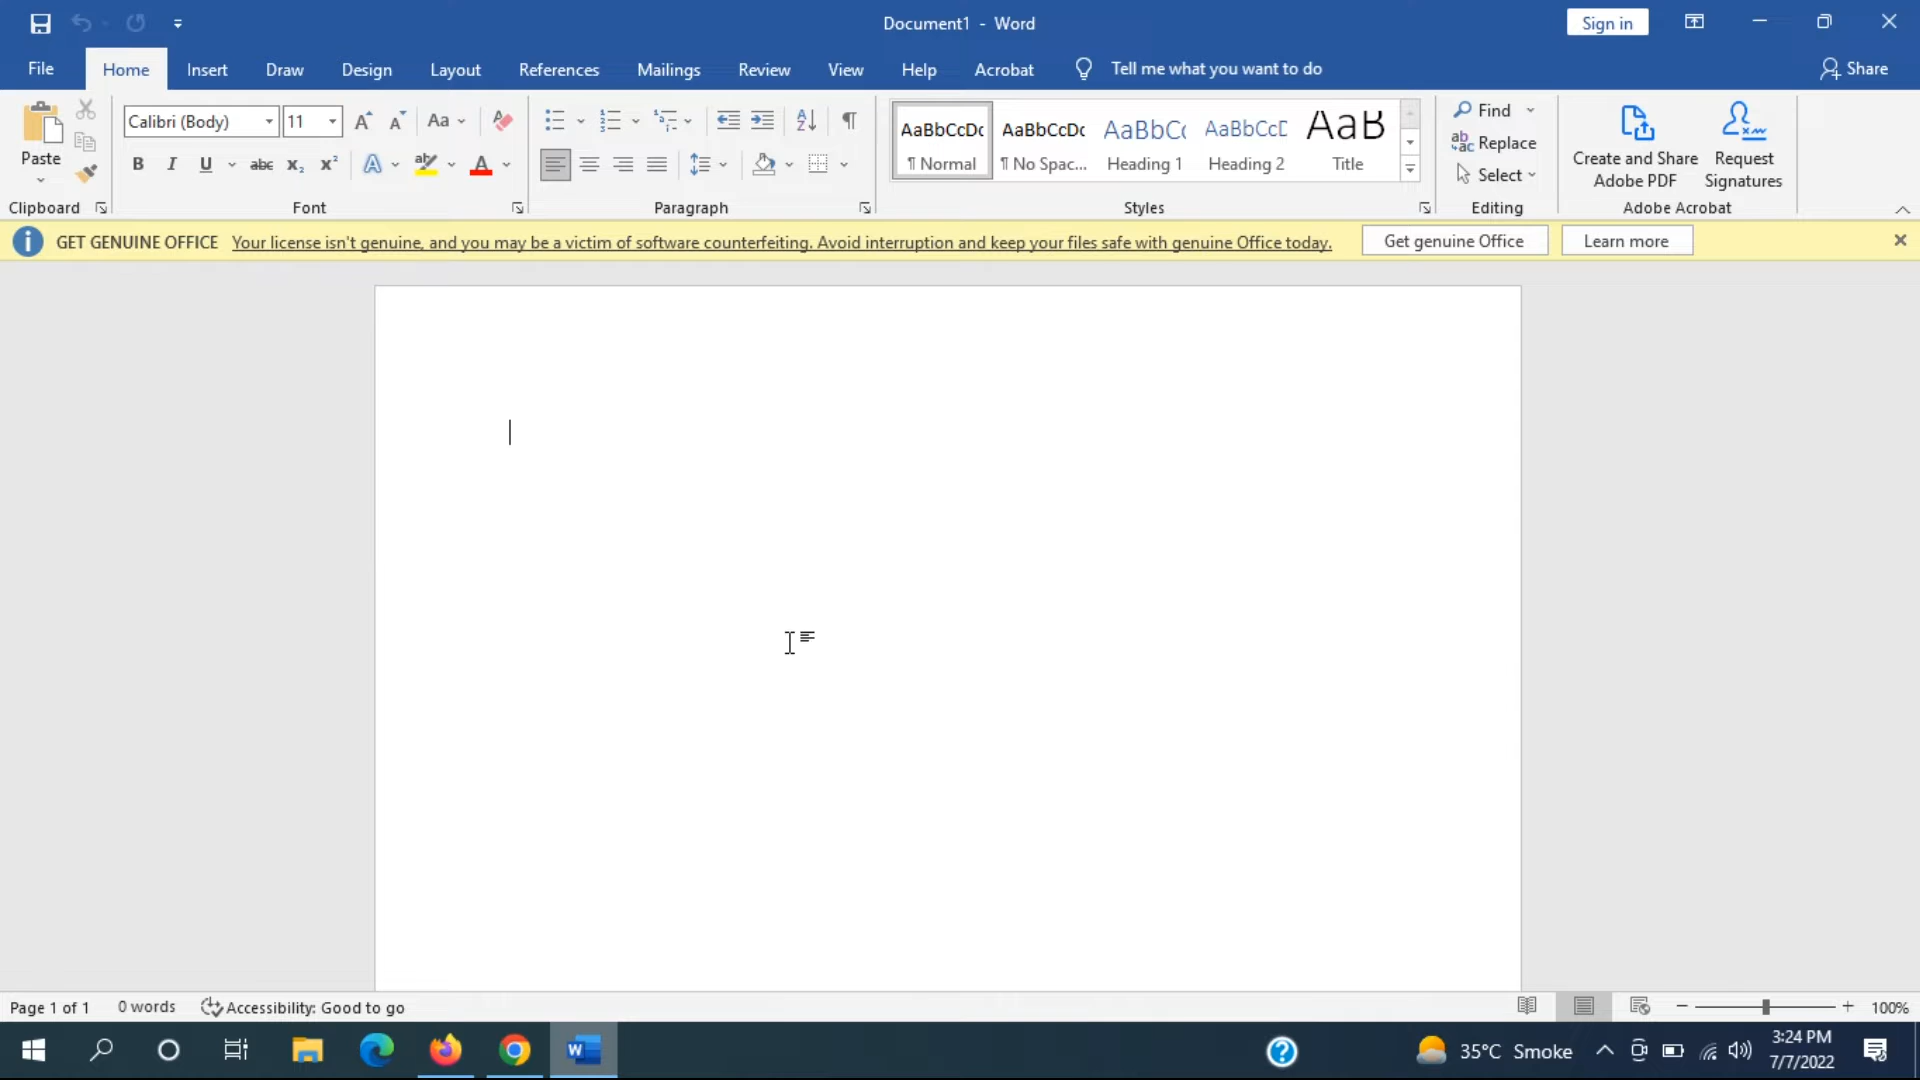 Document1 - Word
Sign in
File Home Insert Draw Design Layout References Mailings Review View Help Acrobat Tell me what you want to do Share
Paste
Calibri (Body) 11 Aa
B I U abc x₂ x² A A
AaBbCcDc AaBbCcDc AaBbCc AaBbCcD AaB
¶ Normal ¶ No Spac... Heading 1 Heading 2 Title
Find
Replace
Select
Create and Share
Adobe PDF
Request
Signatures
Clipboard Font Paragraph Styles Editing Adobe Acrobat
GET GENUINE OFFICE Your license isn't genuine, and you may be a victim of software counterfeiting. Avoid interruption and keep your files safe with genuine Office today. Get genuine Office Learn more
Page 1 of 1 0 words Accessibility: Good to go 100%
35°C Smoke
3:24 PM
7/7/2022